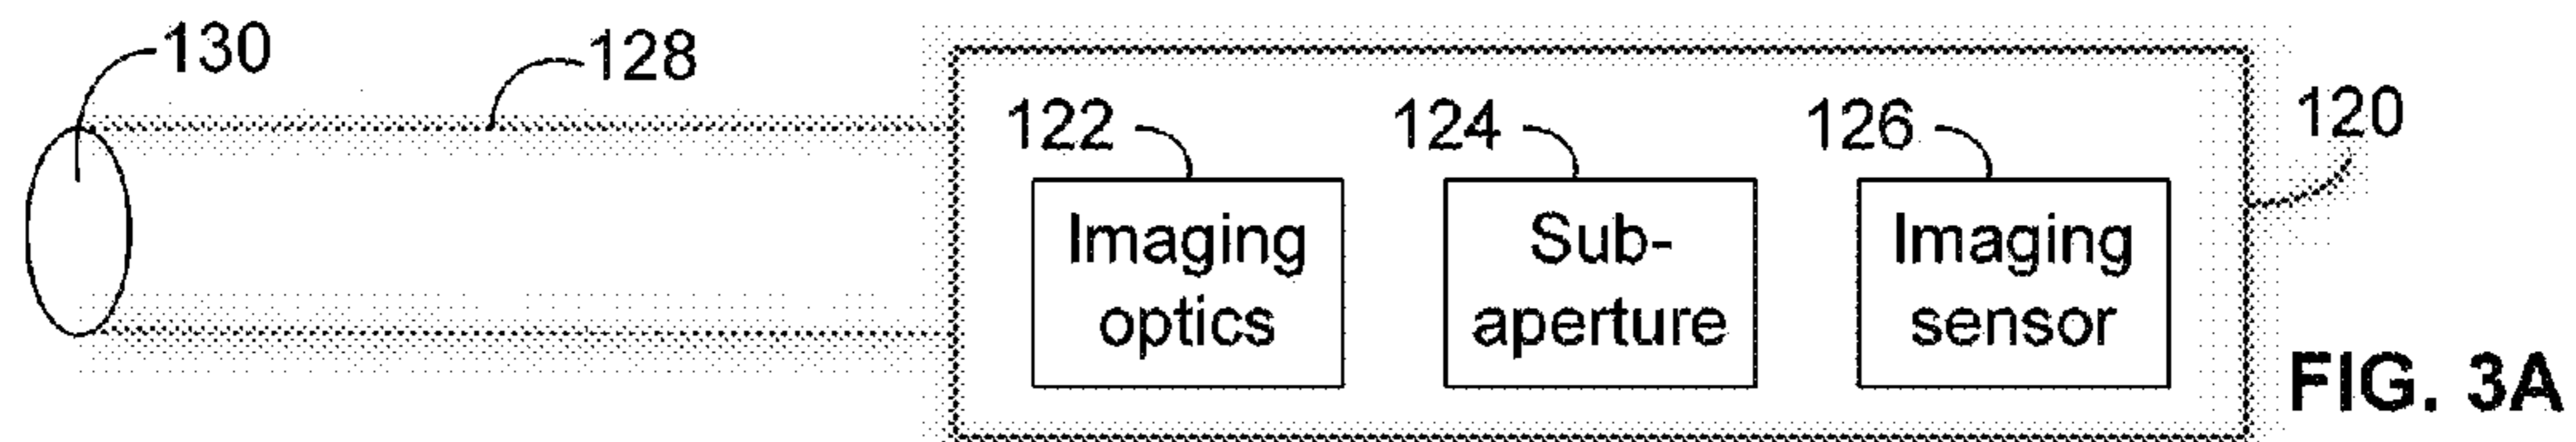 130
128
122
124
126
120
Imaging
optics
Sub-
aperture
Imaging
sensor
FIG. 3A